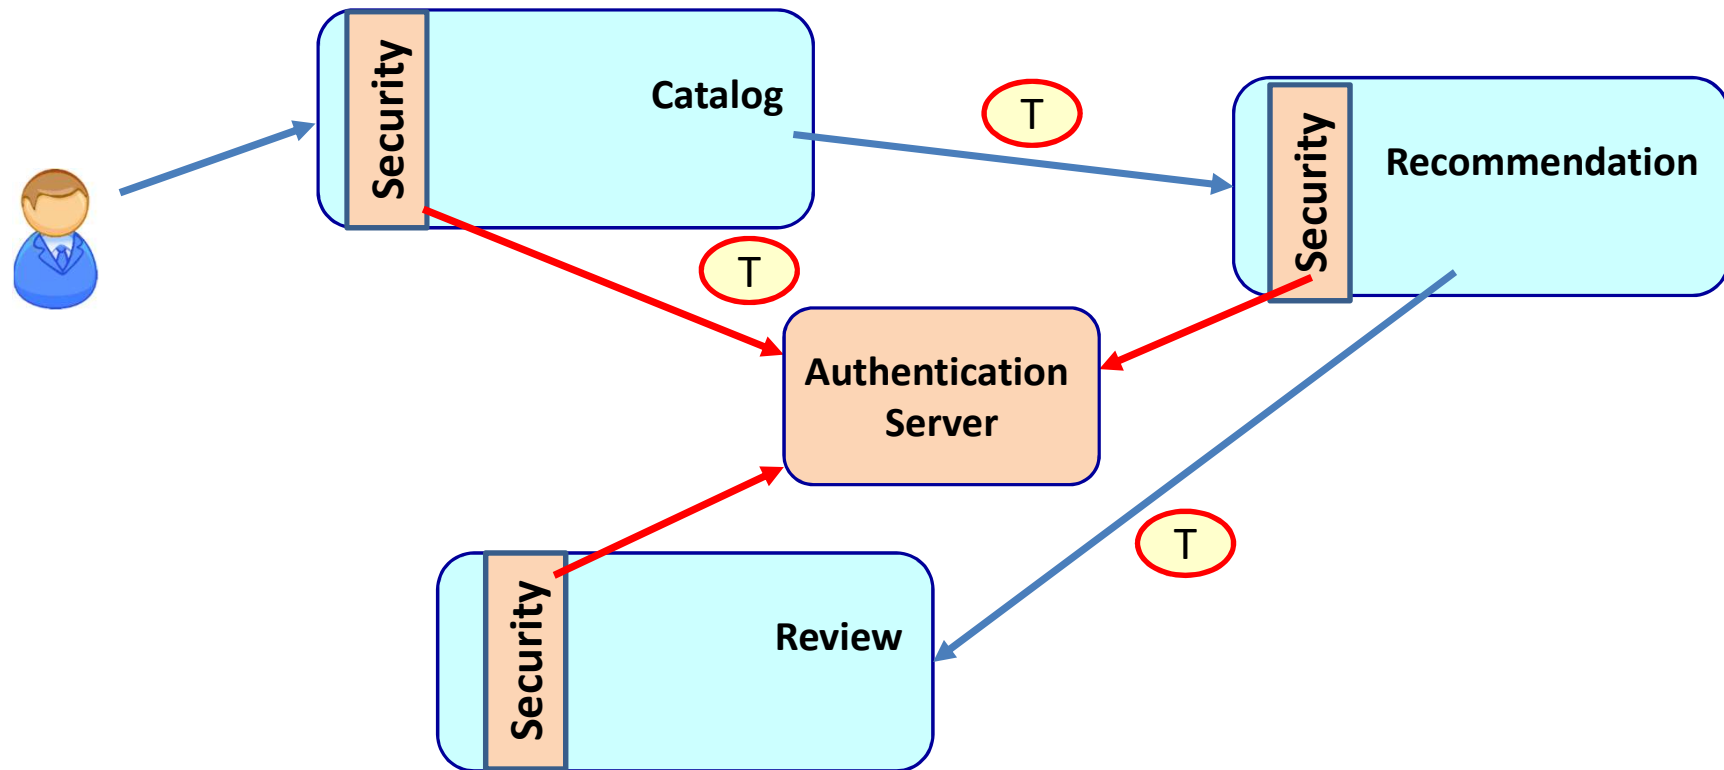 Security
Catalog
T
Security
Recommendation
T
Authentication
Server
T
Security
Review